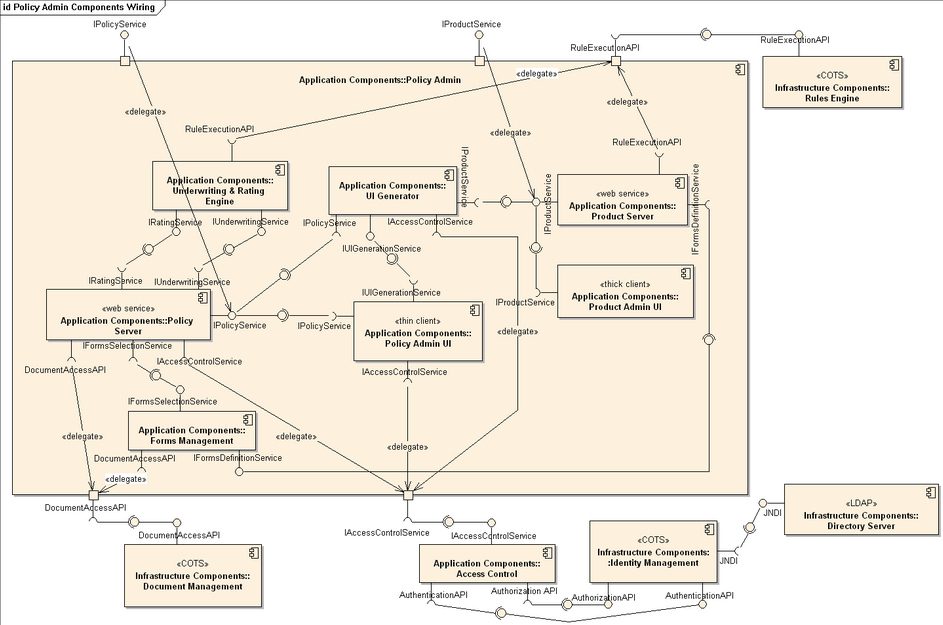 id Policy Admin Components Wiring
IPolicyService
IProductService
RuleExecutionAPI
RuleExecutionAPI
«delegate»
Application Components::Policy Admin
«COTS»
Infrastructure Components::
Rules Engine
«delegate»
«delegate»
«delegate»
RuleExecutionAPI
RuleExecutionAPI
IProductService
Application Components::
Underwriting & Rating
Engine
Application Components::
UI Generator
IProductService
«web service»
Application Components::
Product Server
IFormsDefinitionService
IRatingService
IUnderwritingService
IPolicyService
IAccessControlService
IUIGenerationService
IRatingService
IUnderwritingService
IUIGenerationService
«thick client»
Application Components::
Product Admin UI
IProductService
«web service»
Application Components::Policy
Server
IPolicyService
IPolicyService
«thin client»
Application Components::
Policy Admin UI
«delegate»
IFormsSelectionService
IAccessControlService
DocumentAccessAPI
IAccessControlService
IFormsSelectionService
«delegate»
Application Components::
Forms Management
«delegate»
«delegate»
DocumentAccessAPI
IFormsDefinitionService
«delegate»
DocumentAccessAPI
DocumentAccessAPI
IAccessControlService
IAccessControlService
«COTS»
Infrastructure Components::
Document Management
Application Components::
Access Control
«COTS»
Infrastructure Components:
:Identity Management
JNDI
JNDI
«LDAP»
Infrastructure Components::
Directory Server
AuthenticationAPI
Authorization API
AuthorizationAPI
AuthenticationAPI